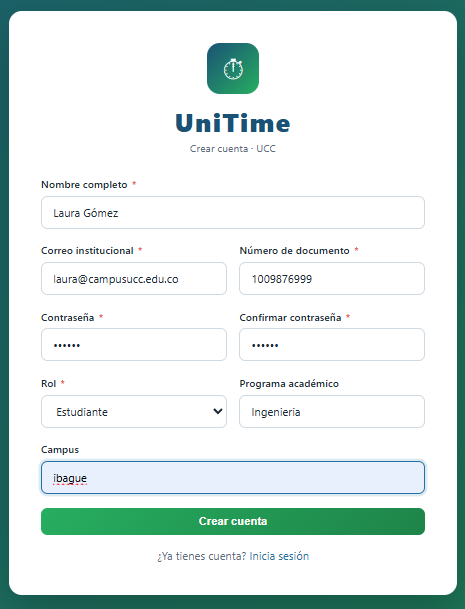 UniTime
Crear cuenta · UCC
Nombre completo *
Laura Gómez
Correo institucional * Número de documento *
laura@campusucc.edu.co 1009876999
Contraseña * Confirmar contraseña *
•••••• ••••••
Rol * Programa académico
Estudiante Ingeniería
Campus
ibague
Crear cuenta
¿Ya tienes cuenta? Inicia sesión